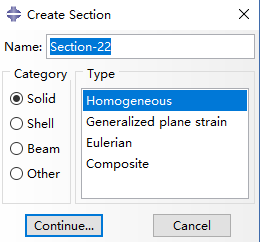 Create Section
Name: Section-22
Category
Type
Solid
Shell
Beam
Other
Homogeneous
Generalized plane strain
Eulerian
Composite
Continue...
Cancel